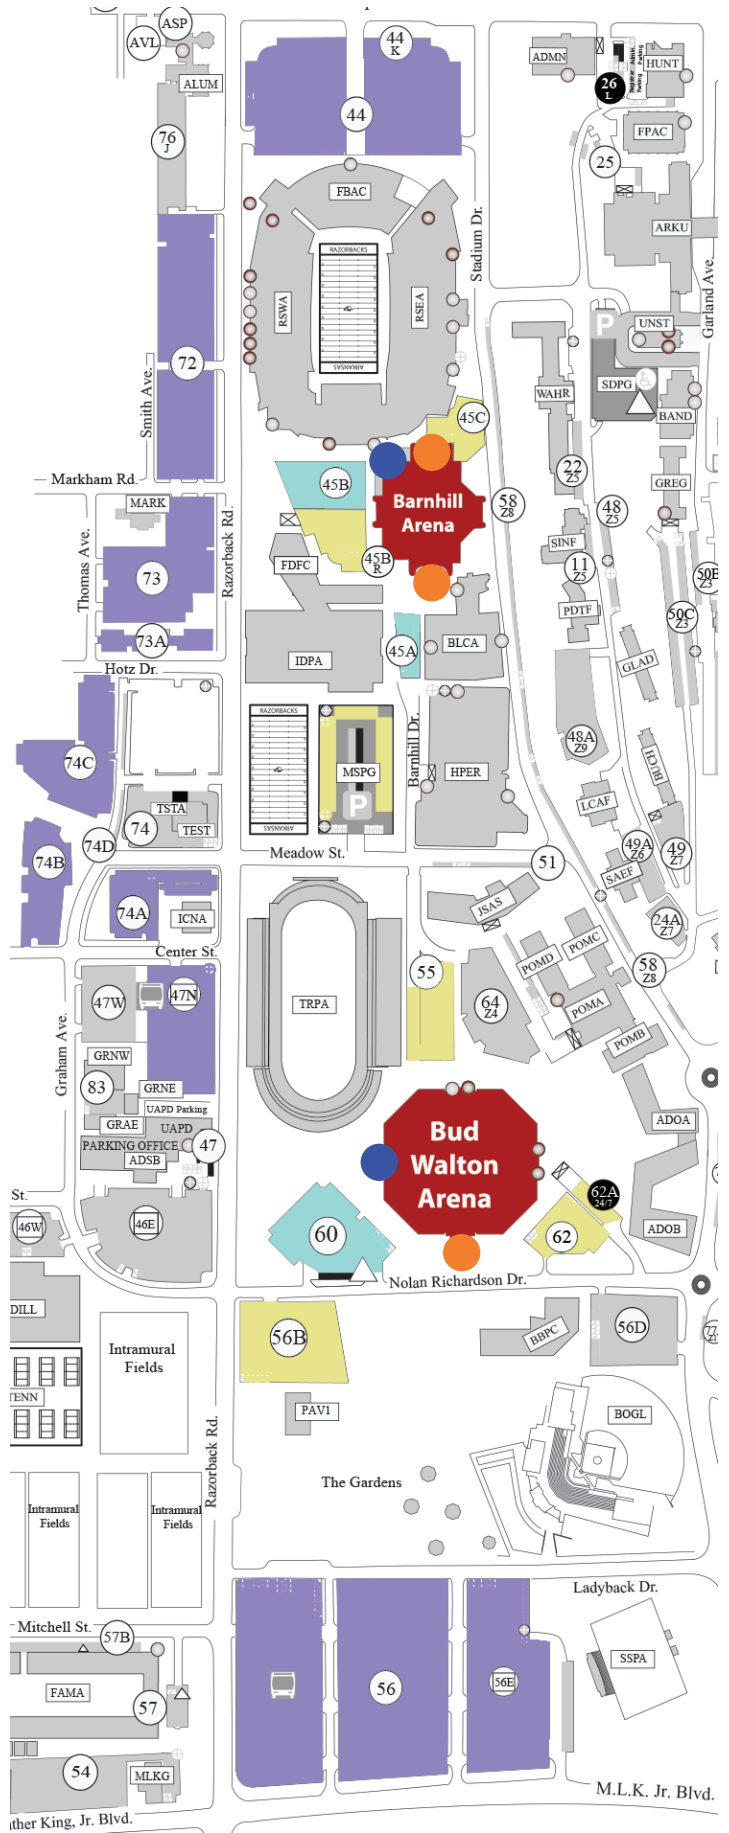 ASP
AVL
ALUM
76
J
44
K
44
ADMN
HUNT
26
L
FPAC
25
ARKU
Stadium Dr.
Garland Ave.
FBAC
RAZORBACKS
RSWA
RSEA
ARKANSAS
72
Smith Ave.
P
UNST
SDPG
BAND
WAHR
45C
Markham Rd.
45B
Barnhill
Arena
58
Z8
22
Z5
48
Z5
GREG
MARK
Thomas Ave.
Razorback Rd.
73
45B
R
FDFC
SINF
11
Z5
PDTF
50B
Z3
50C
Z3
73A
Hotz Dr.
IDPA
45A
BLCA
GLAD
74C
RAZORBACKS
ARKANSAS
MSPG
P
Barnhill Dr.
HPER
48A
Z9
BUCH
LCAF
TSTA
74
TEST
74D
74B
Meadow St.
51
49A
Z6
49
Z7
SAEF
74A
ICNA
JSAS
24A
Z7
Center St.
POMC
POMD
58
Z8
55
47W
47N
TRPA
64
Z4
POMA
POMB
Graham Ave.
GRNW
83
GRNE
UAPD Parking
GRAE
UAPD
PARKING OFFICE
47
ADSB
Bud
Walton
Arena
ADOA
St.
46W
46E
60
62A
24/7
62
ADOB
Nolan Richardson Dr.
DILL
56B
BBPC
56D
Intramural
Fields
TENN
PAV1
BOGL
Razorback Rd.
The Gardens
Intramural
Fields
Intramural
Fields
Ladyback Dr.
Mitchell St.
57B
SSPA
FAMA
57
56
56E
54
MLKG
M.L.K. Jr. Blvd.
ther King, Jr. Blvd.